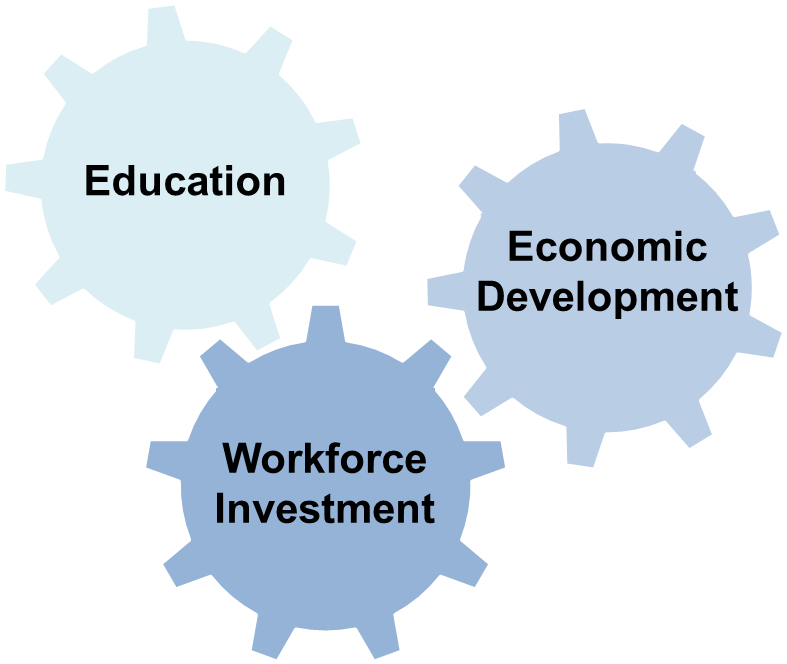 Education
Economic
Development
Workforce
Investment